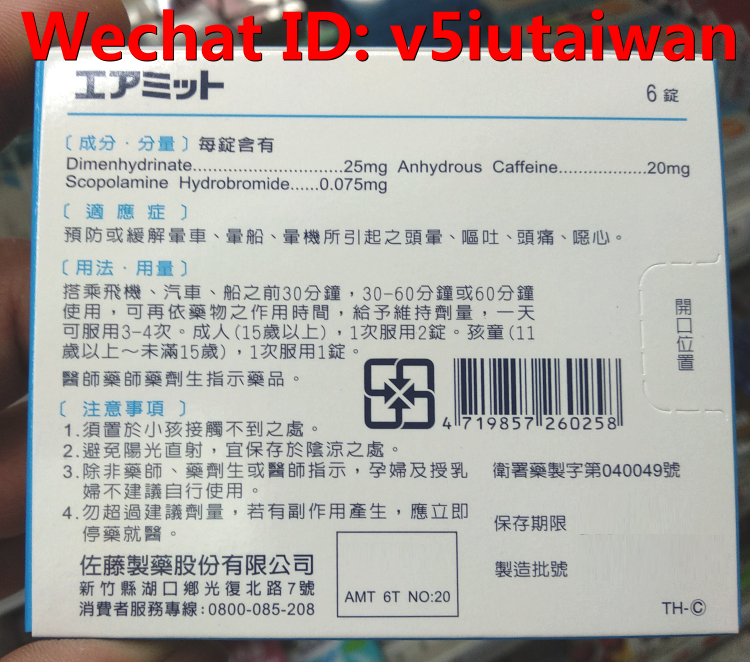 Wechat ID: v5iutaiwan
エアミット
6錠
〔成分·分量〕每錠含有
Dimenhydrinate..............................25mg Anhydrous Caffeine..................20mg
Scopolamine Hydrobromide......0.075mg
〔適應症〕
預防或緩解暈車、暈船、暈機所引起之頭暈、嘔吐、頭痛、噁心。
〔用法·用量〕
搭乘飛機、汽車、船之前30分鐘，30-60分鐘或60分鐘
使用，可再依藥物之作用時間，給予維持劑量，一天
可服用3-4次。成人(15歲以上)，1次服用2錠。孩童(11
歲以上～未滿15歲)，1次服用1錠。
醫師藥師藥劑生指示藥品。
開口位置
4 719857 260258
〔注意事項〕
1.須置於小孩接觸不到之處。
2.避免陽光直射，宜保存於陰涼之處。
3.除非藥師、藥劑生或醫師指示，孕婦及授乳
婦不建議自行使用。
4.勿超過建議劑量，若有副作用產生，應立即
停藥就醫。
衛署藥製字第040049號
保存期限
製造批號
佐藤製藥股份有限公司
新竹縣湖口鄉光復北路7號
消費者服務專線:0800-085-208
AMT 6T NO:20
TH-Ⓒ